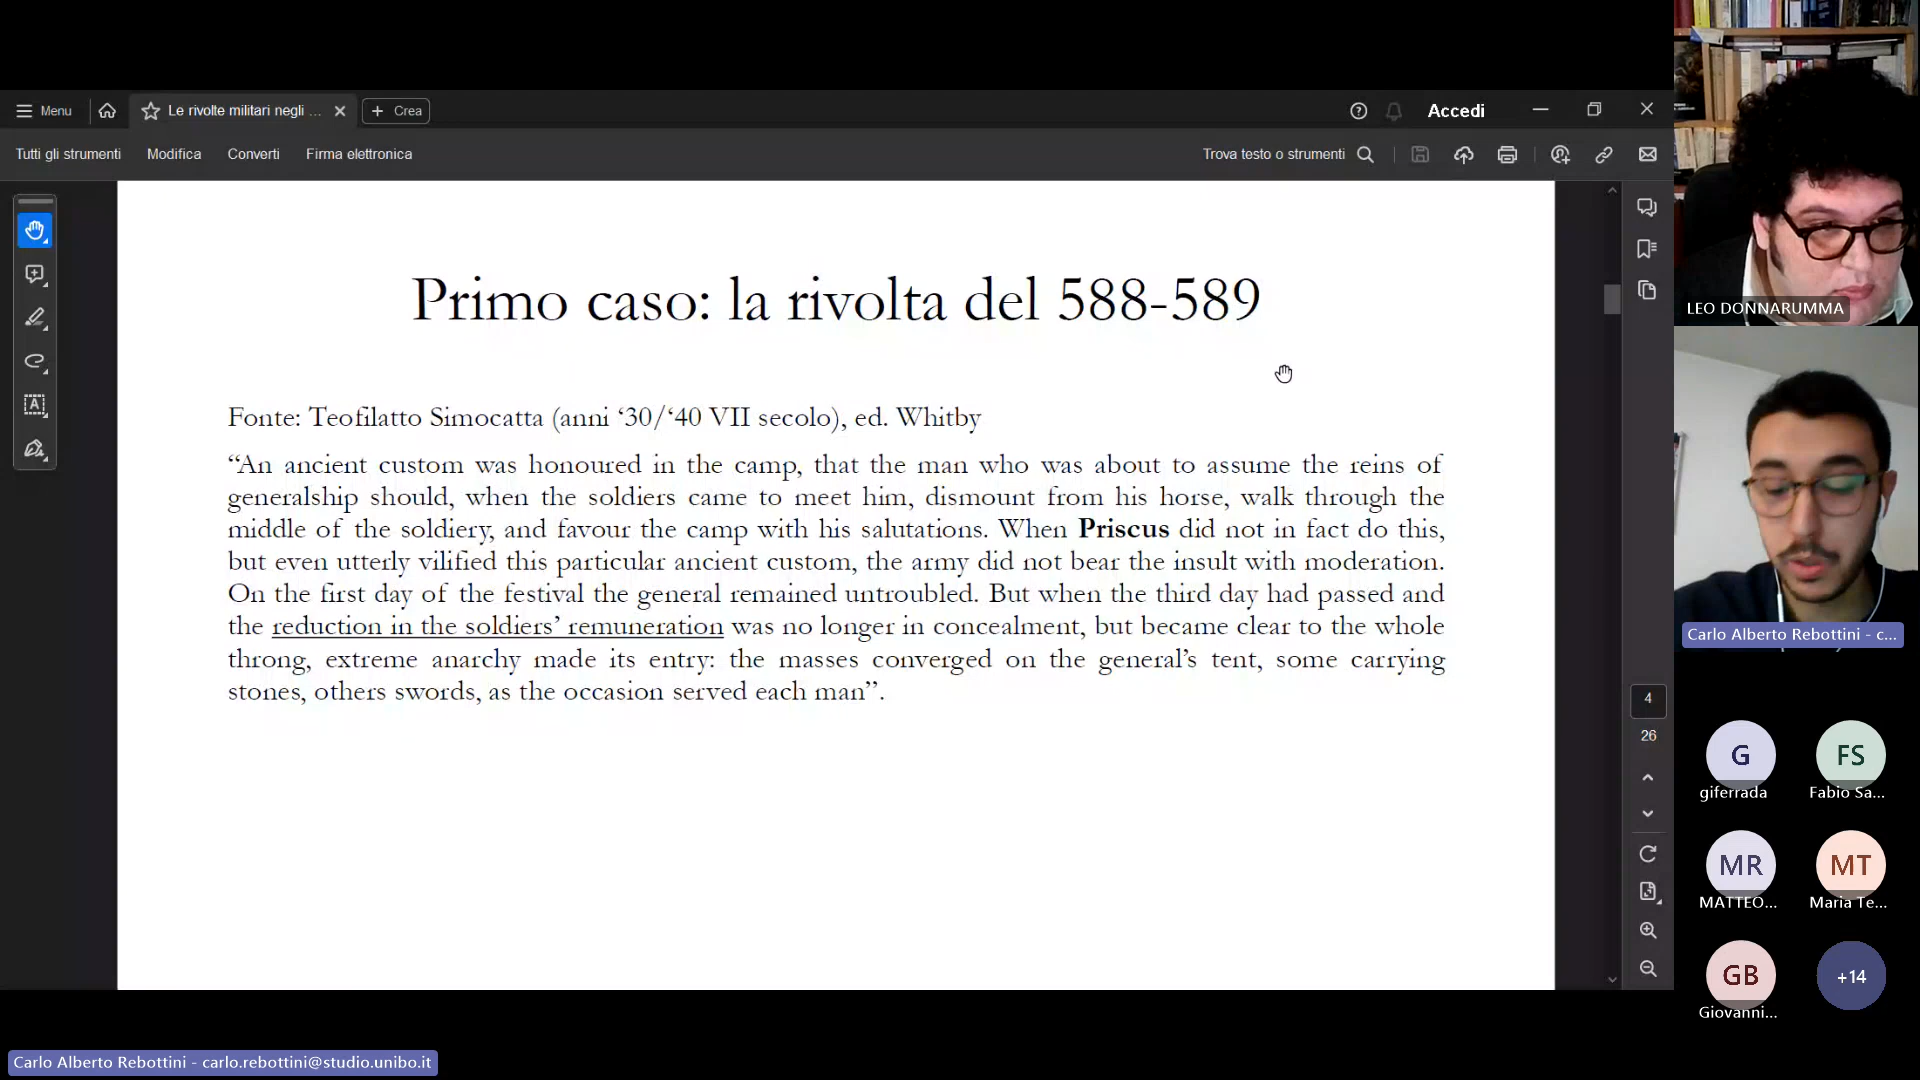 Menu
Le rivolte militari negli ...
Crea
Accedi
Tutti gli strumenti
Modifica
Converti
Firma elettronica
Trova testo o strumenti
Primo caso: la rivolta del 588-589
Fonte: Teofilatto Simocatta (anni ‘30/‘40 VII secolo), ed. Whitby
“An ancient custom was honoured in the camp, that the man who was about to assume the reins of
generalship should, when the soldiers came to meet him, dismount from his horse, walk through the
middle of the soldiery, and favour the camp with his salutations. When Priscus did not in fact do this,
but even utterly vilified this particular ancient custom, the army did not bear the insult with moderation.
On the first day of the festival the general remained untroubled. But when the third day had passed and
the reduction in the soldiers’ remuneration was no longer in concealment, but became clear to the whole
throng, extreme anarchy made its entry: the masses converged on the general’s tent, some carrying
stones, others swords, as the occasion served each man”.
4
26
LEO DONNARUMMA
Carlo Alberto Rebottini - c...
G
giferrada
FS
Fabio Sa...
MR
MATTEO...
MT
Maria Te...
GB
Giovanni...
+14
Carlo Alberto Rebottini - carlo.rebottini@studio.unibo.it